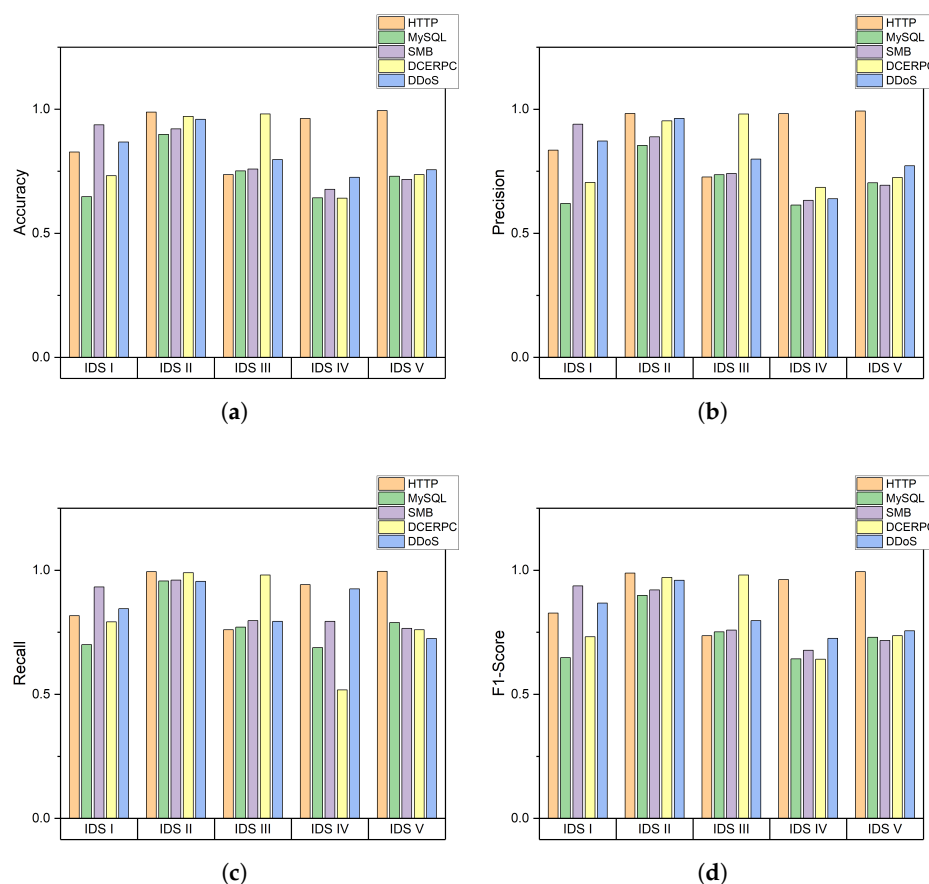 HTTP
MySQL
SMB
DCERPC
DDoS
1.0
0.5
0.0
Accuracy
IDS I IDS II IDS III IDS IV IDS V
(a)
HTTP
MySQL
SMB
DCERPC
DDoS
1.0
0.5
0.0
Precision
IDS I IDS II IDS III IDS IV IDS V
(b)
HTTP
MySQL
SMB
DCERPC
DDoS
1.0
0.5
0.0
Recall
IDS I IDS II IDS III IDS IV IDS V
(c)
HTTP
MySQL
SMB
DCERPC
DDoS
1.0
0.5
0.0
F1-Score
IDS I IDS II IDS III IDS IV IDS V
(d)